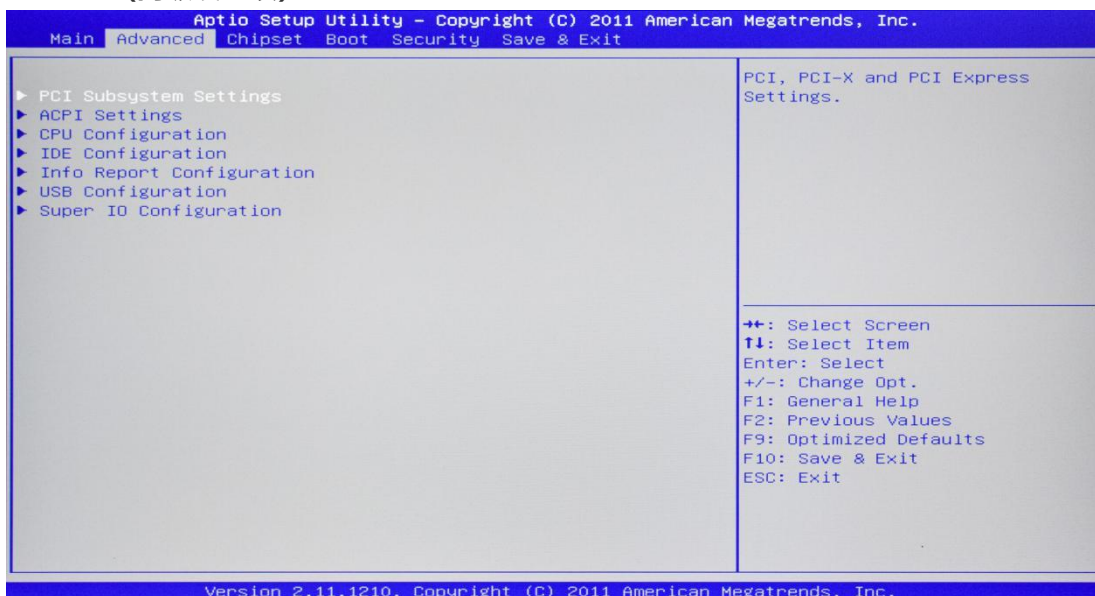 Aptio Setup Utility – Copyright (C) 2011 American Megatrends, Inc.
Main Advanced Chipset Boot Security Save & Exit
► PCI Subsystem Settings
► ACPI Settings
► CPU Configuration
► IDE Configuration
► Info Report Configuration
► USB Configuration
► Super IO Configuration
PCI, PCI-X and PCI Express
Settings.
→←: Select Screen
↑↓: Select Item
Enter: Select
+/-: Change Opt.
F1: General Help
F2: Previous Values
F9: Optimized Defaults
F10: Save & Exit
ESC: Exit
Version 2.11.1210. Copyright (C) 2011 American Megatrends, Inc.